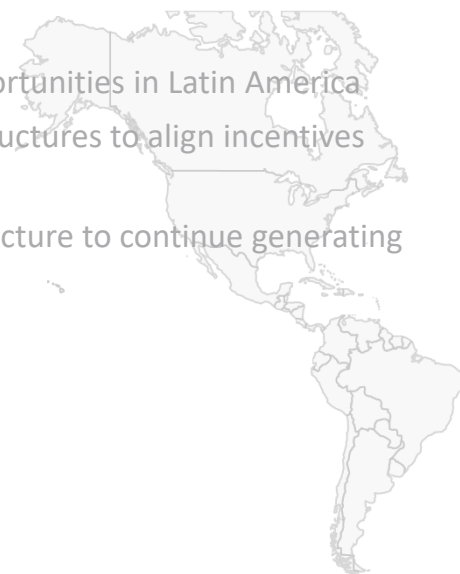 ortunities in Latin America
uctures to align incentives
cture to continue generating